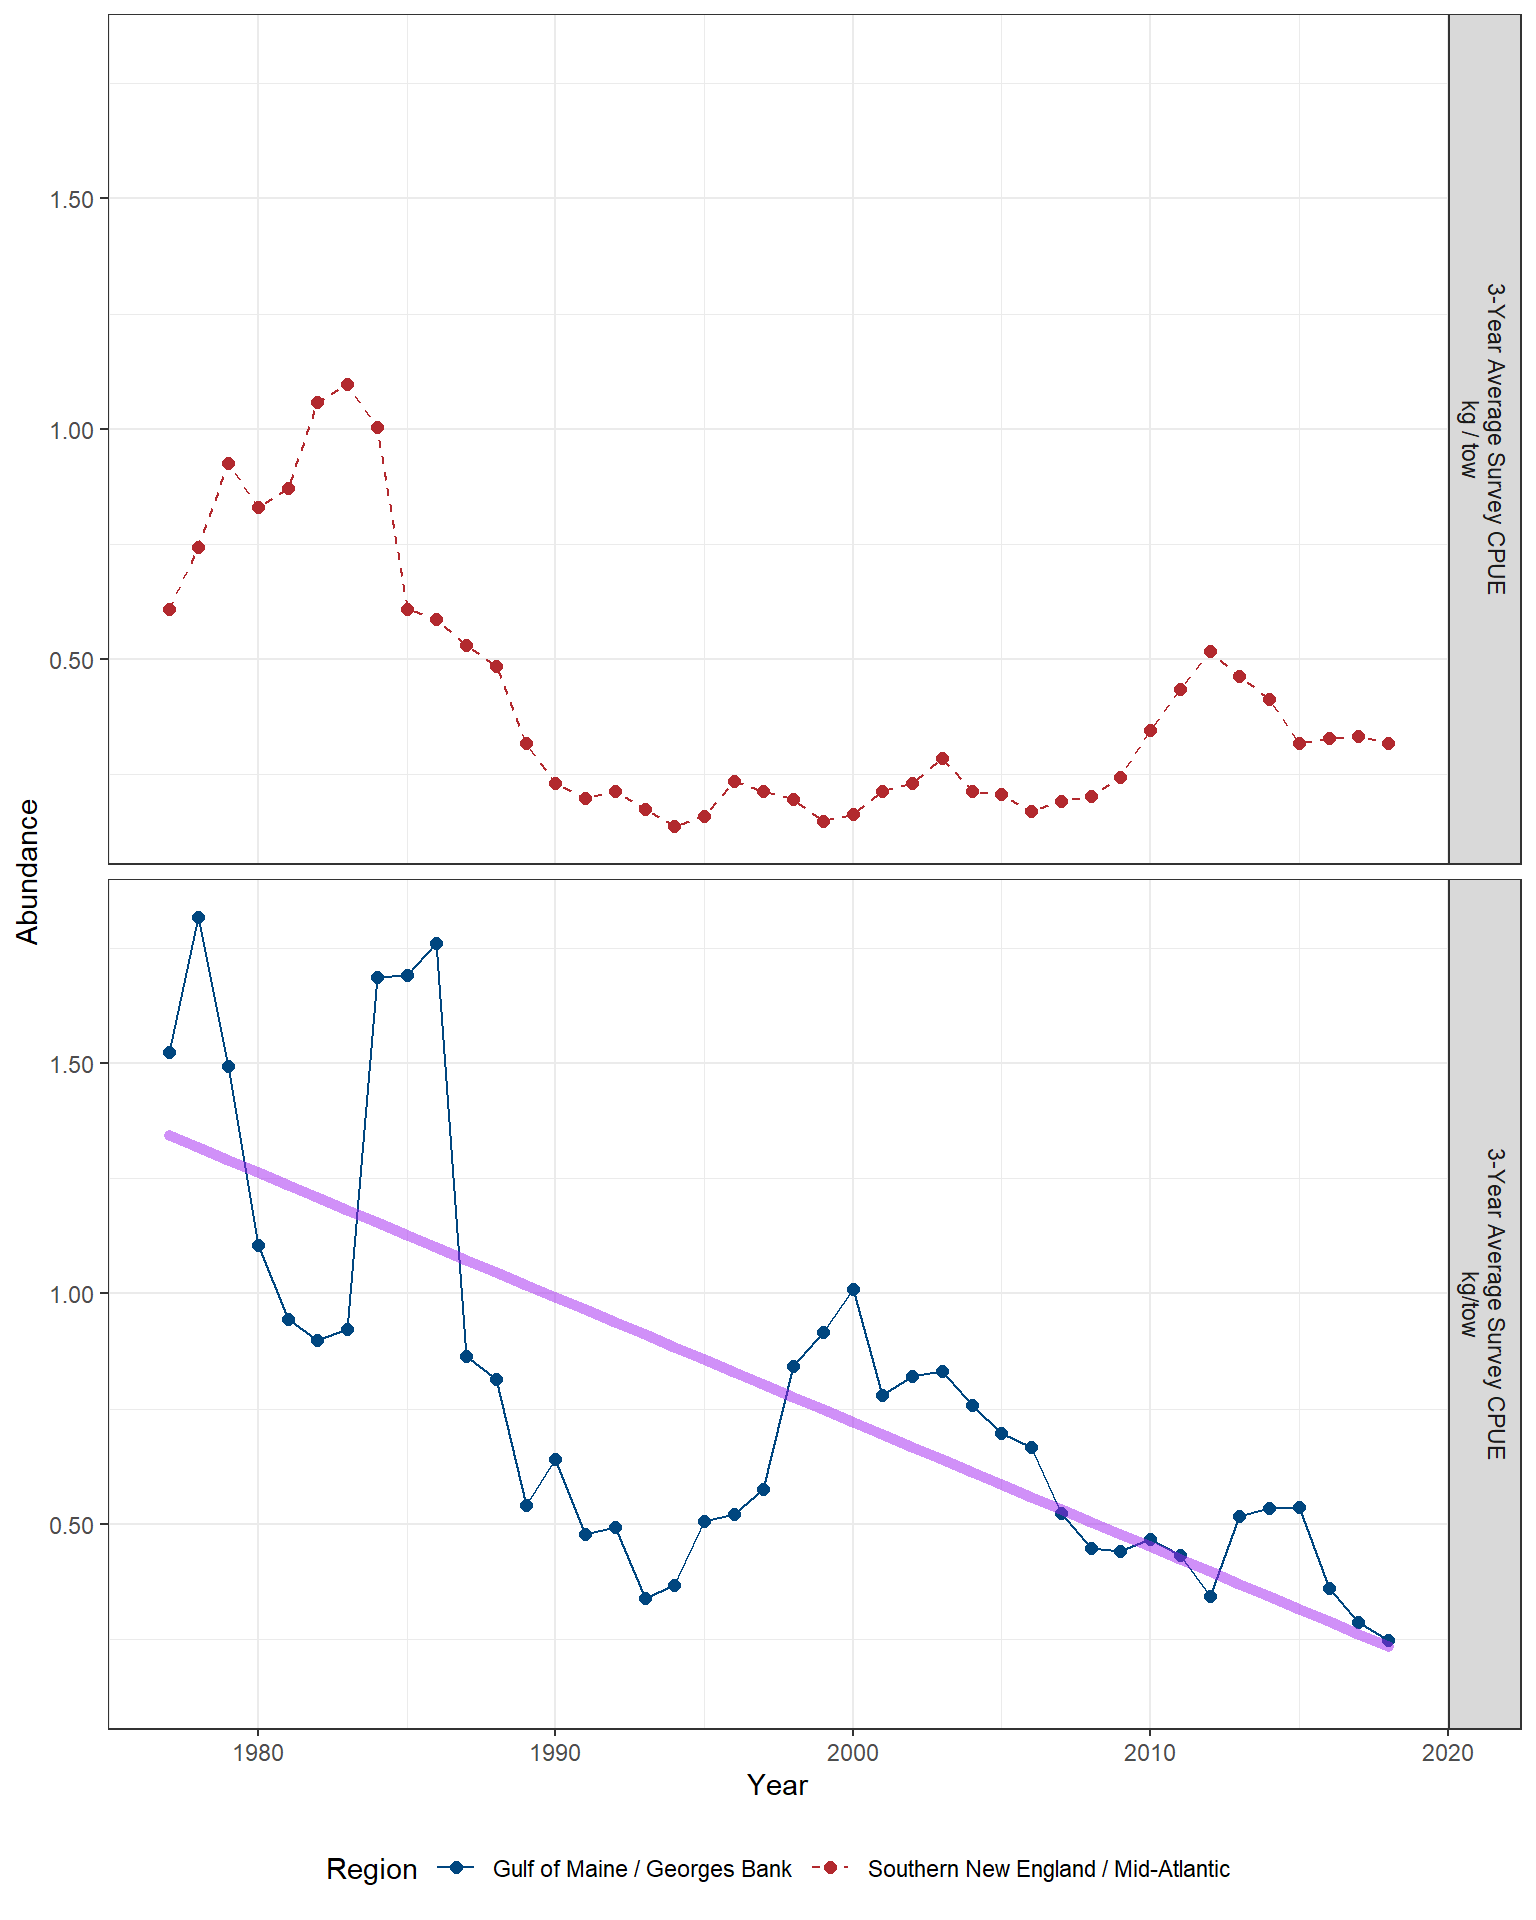 1.50
1.00
0.50
3-Year Average Survey CPUE
kg / tow
Abundance
1.50
1.00
0.50
3-Year Average Survey CPUE
kg/tow
1980 1990 2000 2010 2020
Year
Region Gulf of Maine / Georges Bank Southern New England / Mid-Atlantic